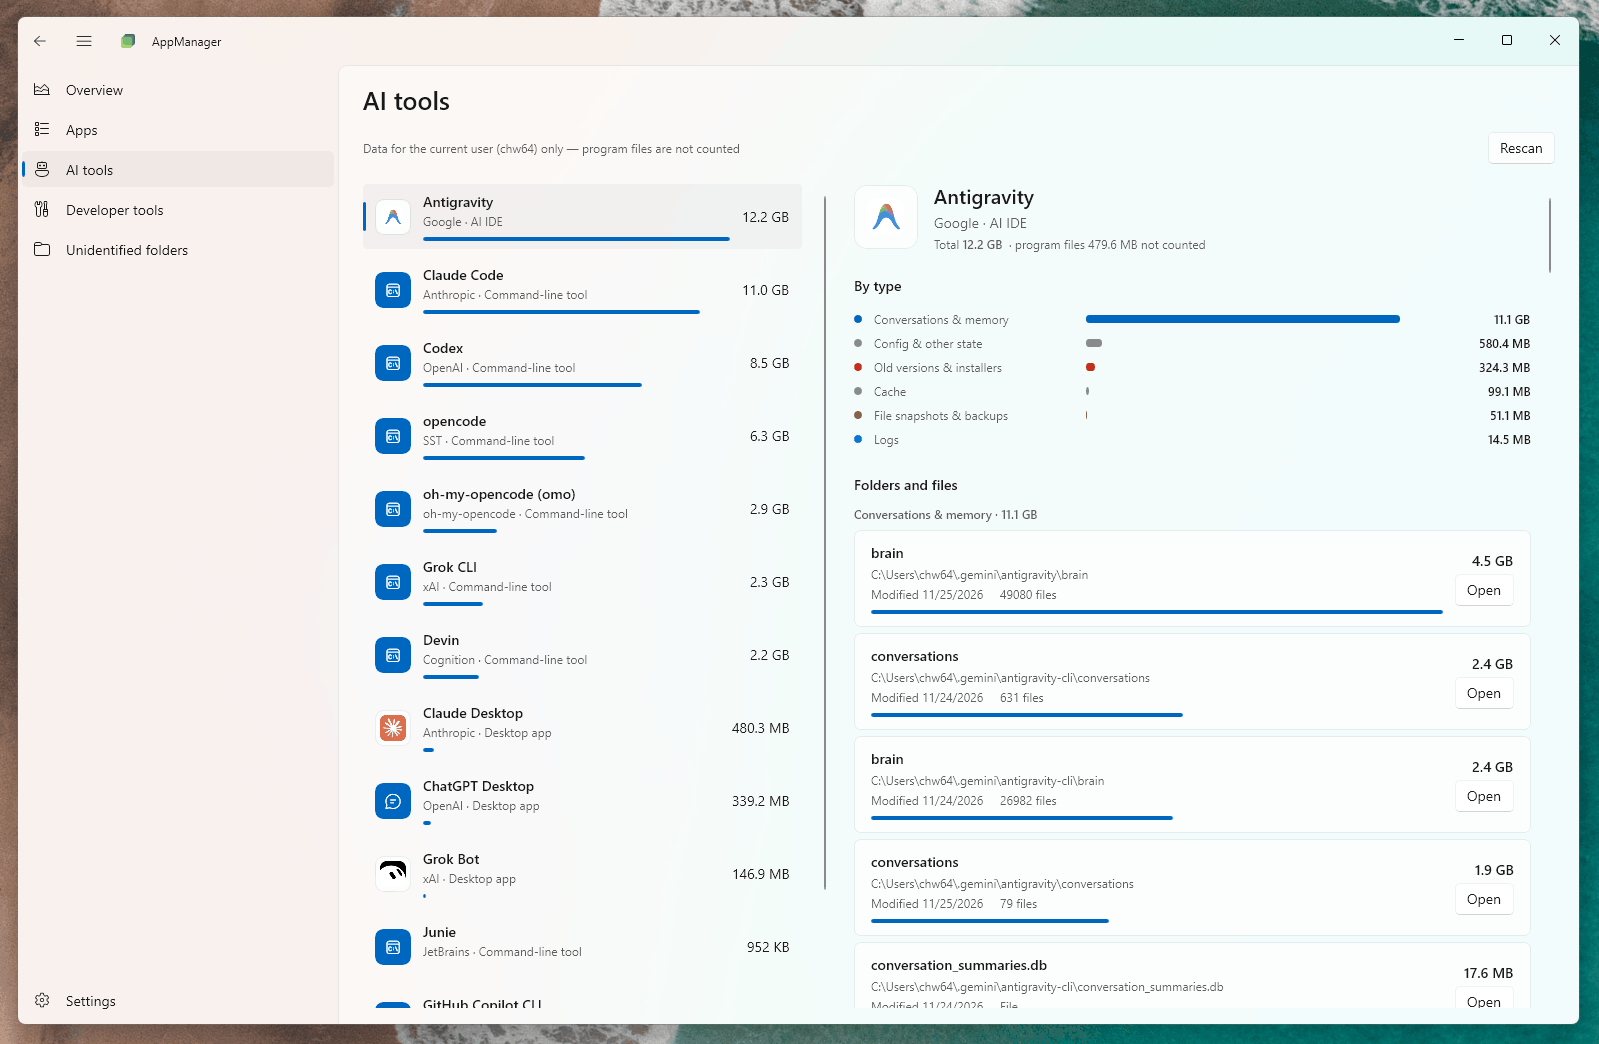 AppManager
Overview
Apps
AI tools
Developer tools
Unidentified folders
Settings
AI tools
Data for the current user (chw64) only — program files are not counted
Rescan
Antigravity
Google · AI IDE
12.2 GB
Claude Code
Anthropic · Command-line tool
11.0 GB
Codex
OpenAI · Command-line tool
8.5 GB
opencode
SST · Command-line tool
6.3 GB
oh-my-opencode (omo)
oh-my-opencode · Command-line tool
2.9 GB
Grok CLI
xAI · Command-line tool
2.3 GB
Devin
Cognition · Command-line tool
2.2 GB
Claude Desktop
Anthropic · Desktop app
480.3 MB
ChatGPT Desktop
OpenAI · Desktop app
339.2 MB
Grok Bot
xAI · Desktop app
146.9 MB
Junie
JetBrains · Command-line tool
952 KB
GitHub Copilot CLI
Antigravity
Google · AI IDE
Total 12.2 GB · program files 479.6 MB not counted
By type
Conversations & memory 11.1 GB
Config & other state 580.4 MB
Old versions & installers 324.3 MB
Cache 99.1 MB
File snapshots & backups 51.1 MB
Logs 14.5 MB
Folders and files
Conversations & memory · 11.1 GB
brain
4.5 GB
C:\Users\chw64\.gemini\antigravity\brain
Modified 11/25/2026 49080 files
Open
conversations
2.4 GB
C:\Users\chw64\.gemini\antigravity-cli\conversations
Modified 11/24/2026 631 files
Open
brain
2.4 GB
C:\Users\chw64\.gemini\antigravity-cli\brain
Modified 11/24/2026 26982 files
Open
conversations
1.9 GB
C:\Users\chw64\.gemini\antigravity\conversations
Modified 11/25/2026 79 files
Open
conversation_summaries.db
17.6 MB
C:\Users\chw64\.gemini\antigravity-cli\conversation_summaries.db
Modified 11/24/2026 File
Open